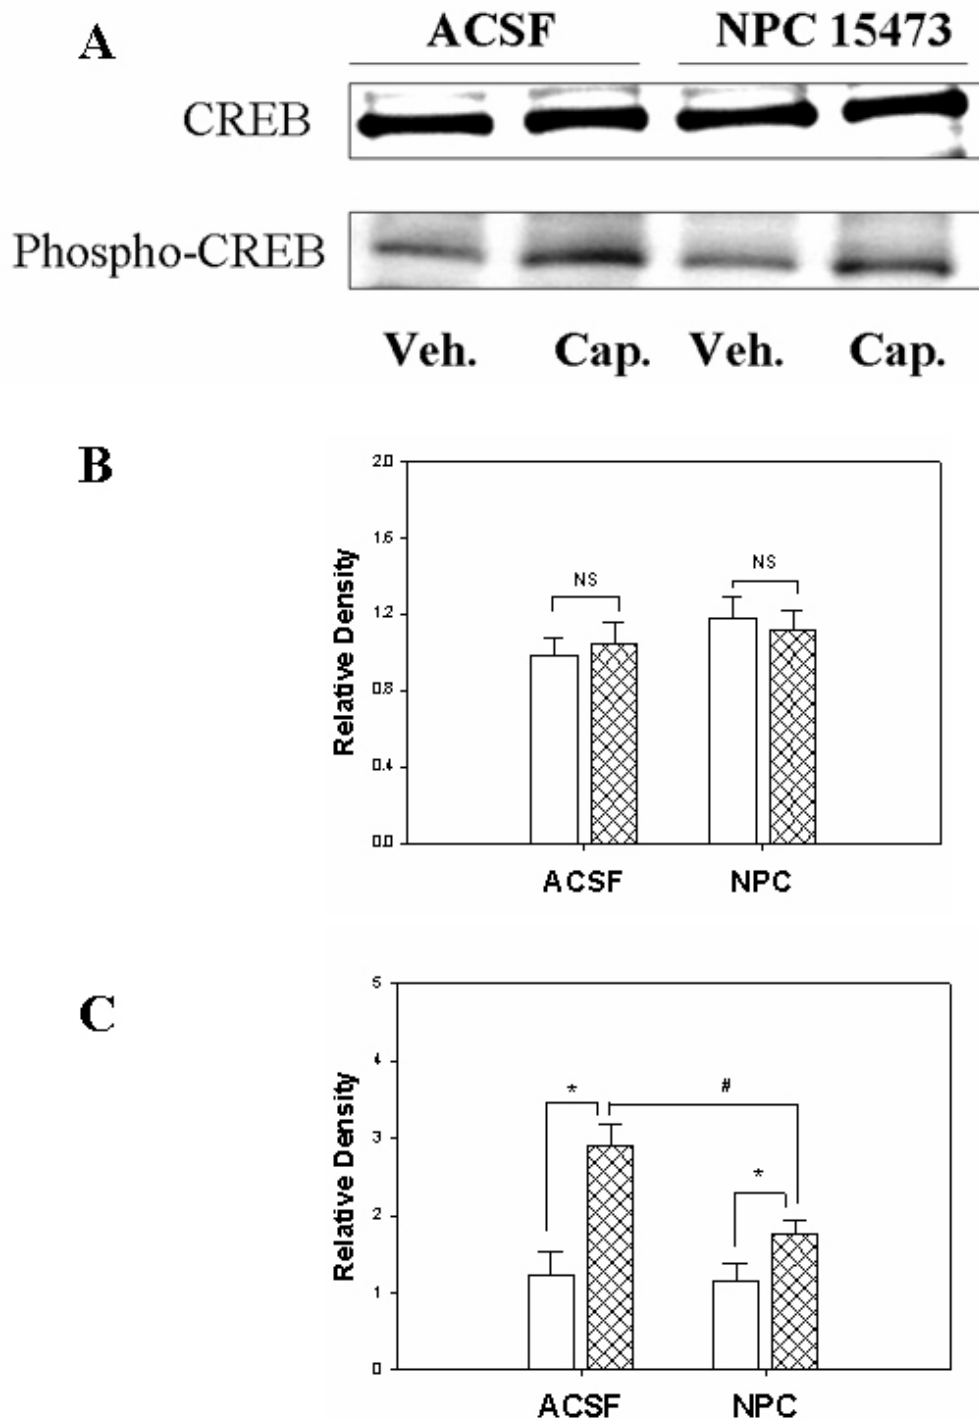 A
ACSF NPC 15473
CREB
Phospho-CREB
Veh. Cap. Veh. Cap.
B
2.0
1.6
1.2
0.8
0.4
0.0
Relative Density
NS
NS
ACSF NPC
C
5
4
3
2
1
0
Relative Density
*
#
*
ACSF NPC